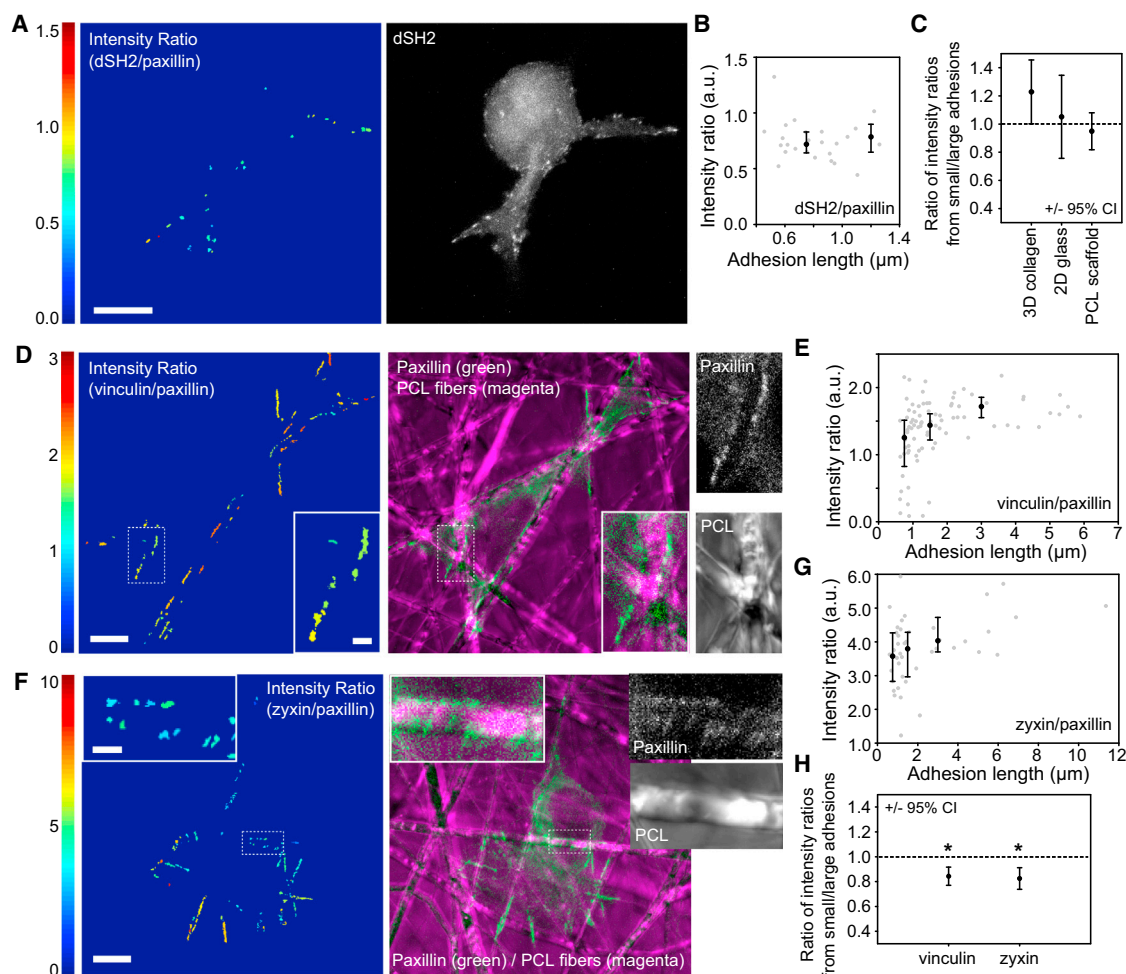 A
1.5
1.0
0.5
0.0
Intensity Ratio
(dSH2/paxillin)
dSH2
B
Intensity ratio (a.u.)
1.5
1.0
0.5
0.0
0.6
1.0
1.4
dSH2/paxillin
Adhesion length (µm)
C
Ratio of intensity ratios
from small/large adhesions
1.4
1.2
1.0
0.8
0.6
0.4
+/- 95% CI
3D collagen
2D glass
PCL scaffold
D
3
2
1
0
Intensity Ratio
(vinculin/paxillin)
Paxillin (green)
PCL fibers (magenta)
Paxillin
PCL
E
Intensity ratio (a.u.)
2.0
1.0
0.0
0 1 2 3 4 5 6 7
vinculin/paxillin
Adhesion length (µm)
F
10
5
0
Intensity Ratio
(zyxin/paxillin)
Paxillin
PCL
Paxillin (green) / PCL fibers (magenta)
G
Intensity ratio (a.u.)
6.0
5.0
4.0
3.0
2.0
1.0
0 2 4 6 8 10 12
zyxin/paxillin
Adhesion length (µm)
H
Ratio of intensity ratios
from small/large adhesions
1.4
1.2
1.0
0.8
0.6
0.4
+/- 95% CI
* *
vinculin zyxin